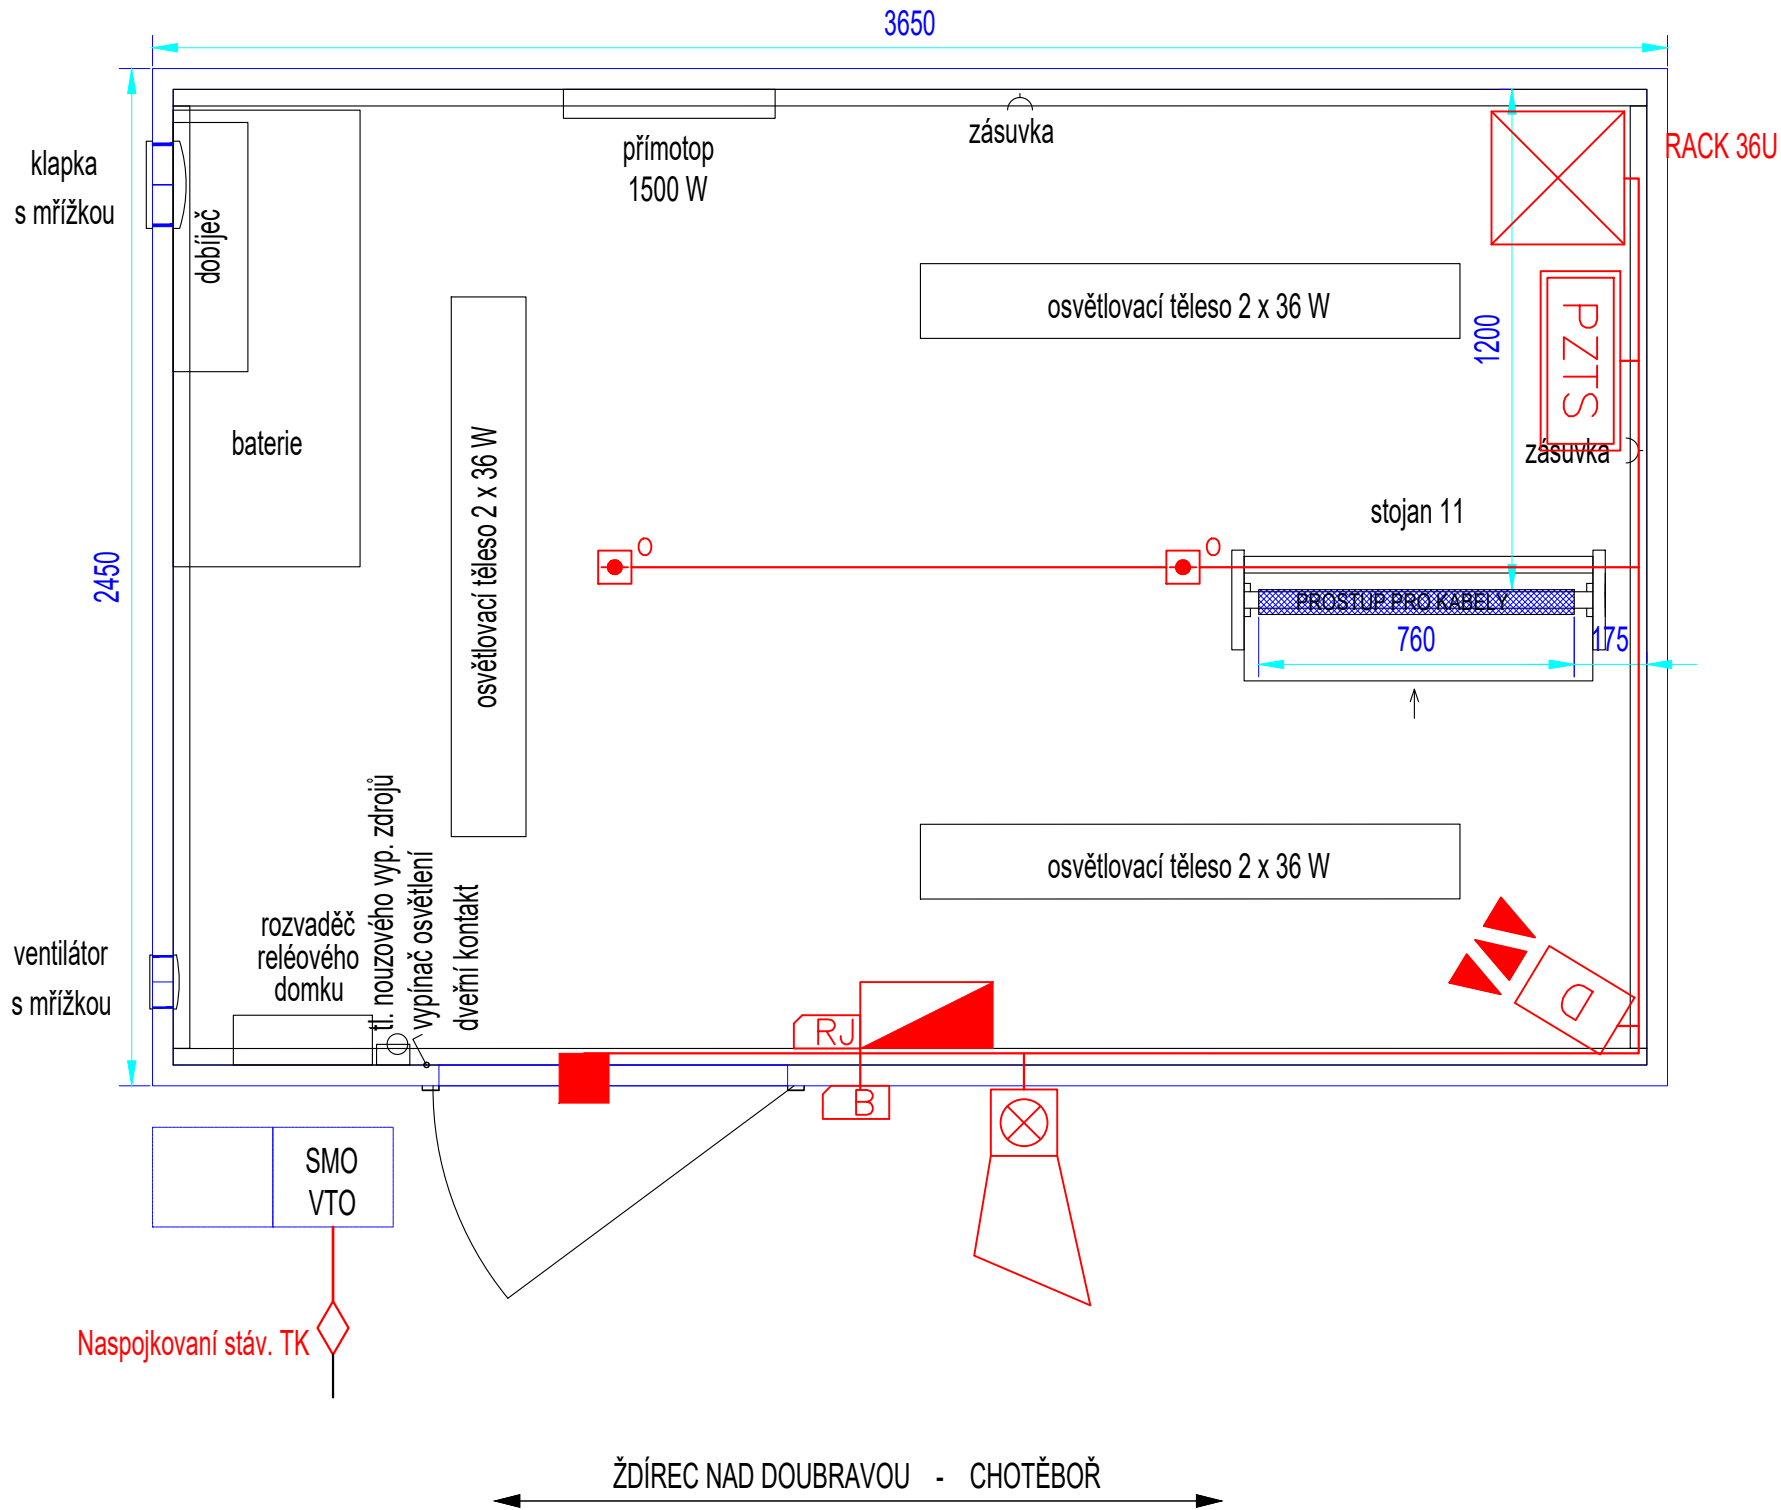 3650
zásuvka
RACK 36U
přímotop
1500 W
klapka
s mřížkou
dobíječ
osvětlovací těleso 2 x 36 W
1200
PZTS
baterie
zásuvka
osvětlovací těleso 2 x 36 W
stojan 11
O
O
2450
PROSTUP PRO KABELY
760
175
osvětlovací těleso 2 x 36 W
tl. nouzového vyp. zdrojů
vypínač osvětlení
dveřní kontakt
rozvaděč
reléového
domku
ventilátor
s mřížkou
D
RJ
B
SMO
VTO
Naspojkovaní stáv. TK
ŽDÍREC NAD DOUBRAVOU - CHOTĚBOŘ